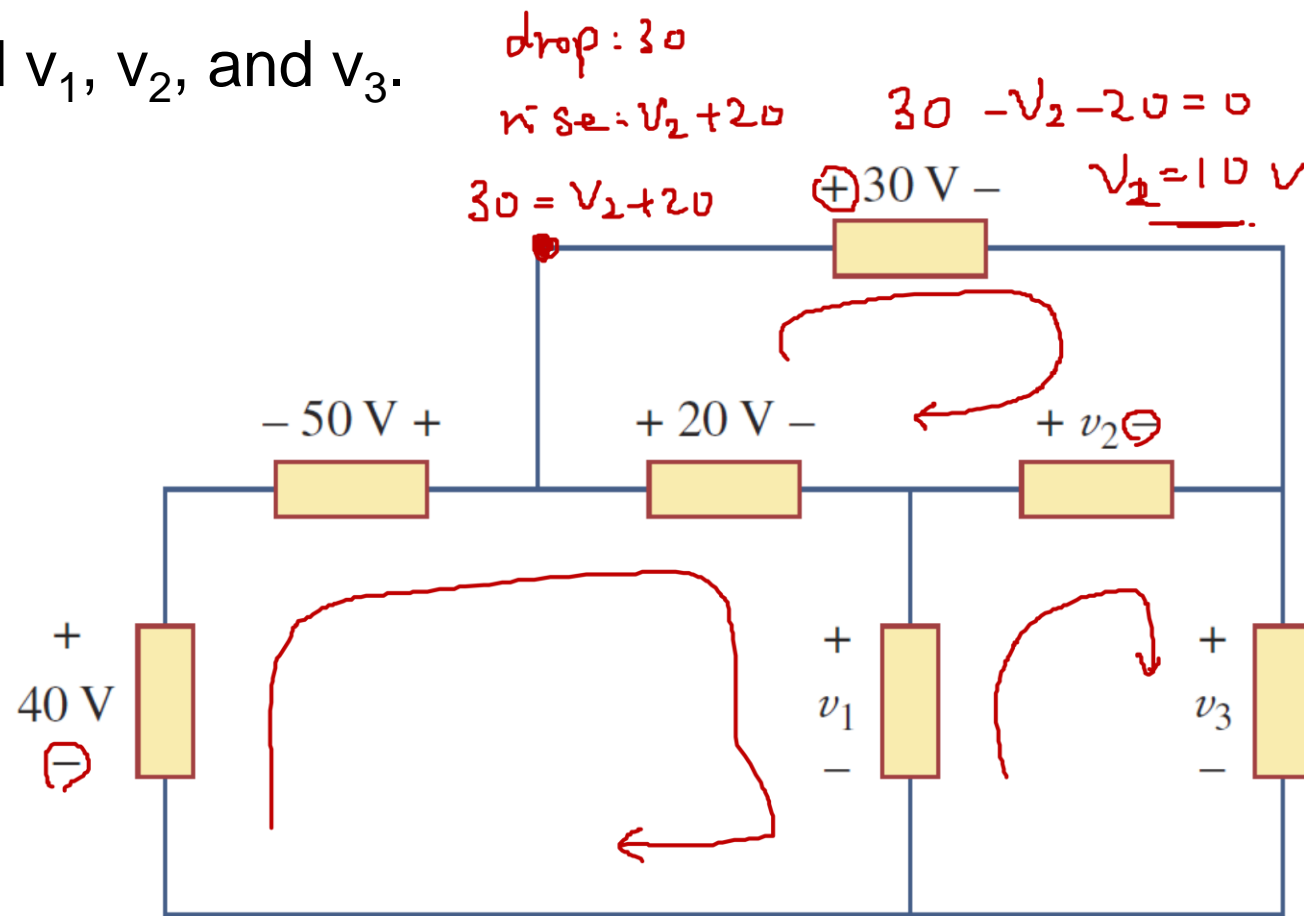 v₁, v₂, and v₃.
drop: 30
rise: V₂+20
30 = V₂+20
30 -V₂-20 = 0
V₂ = 10 V
+ 30 V –
– 50 V +
+ 20 V –
+ v₂ –
+
40 V
–
+
v₁
–
+
v₃
–